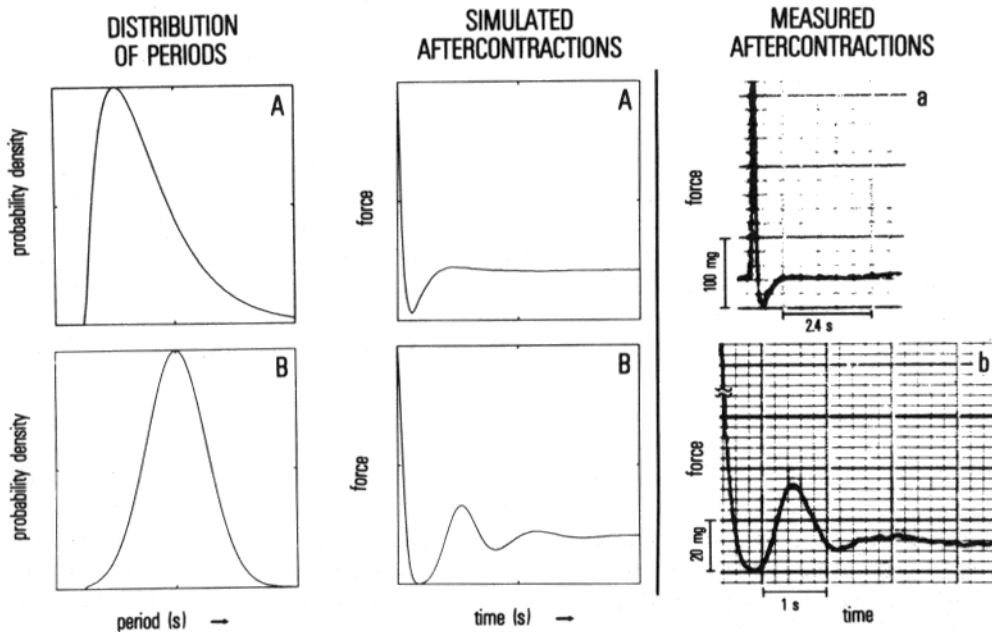 DISTRIBUTION
OF PERIODS
SIMULATED
AFTERCONTRACTIONS
MEASURED
AFTERCONTRACTIONS
A
probability density
A
force
a
force
100 mg
2.4 s
B
probability density
period (s) →
B
force
time (s) →
b
force
20 mg
1 s
time